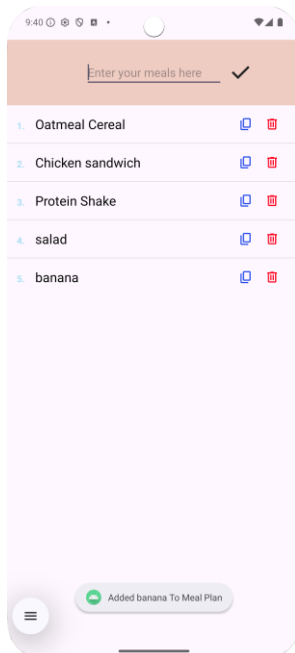 9:40
Enter your meals here
1. Oatmeal Cereal
2. Chicken sandwich
3. Protein Shake
4. salad
5. banana
Added banana To Meal Plan